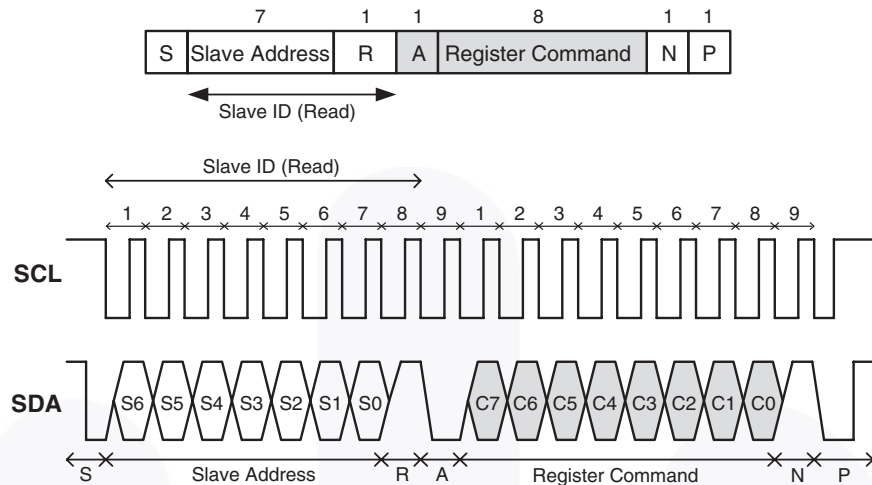 7 1 1 8 1 1
S Slave Address R A Register Command N P
Slave ID (Read)
Slave ID (Read)
1 2 3 4 5 6 7 8 9 1 2 3 4 5 6 7 8 9
SCL
SDA S6 S5 S4 S3 S2 S1 S0 C7 C6 C5 C4 C3 C2 C1 C0
S Slave Address R A Register Command N P